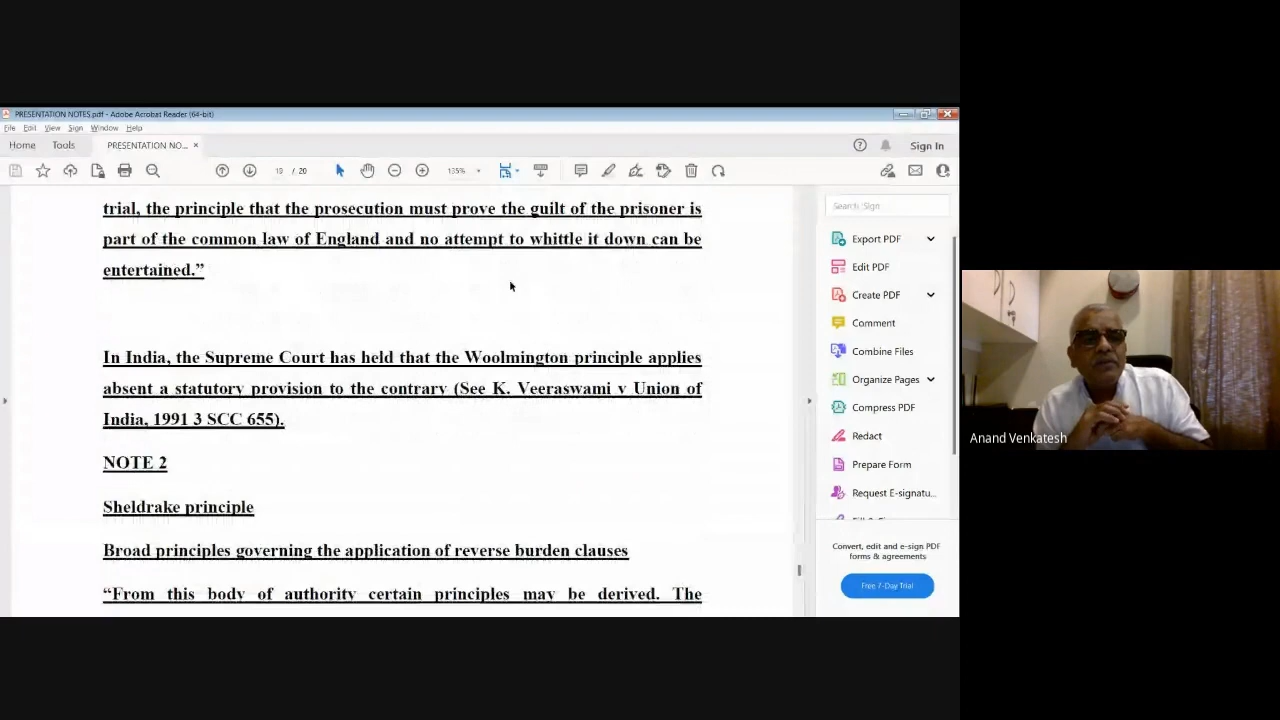 PRESENTATION NOTES.pdf - Adobe Acrobat Reader (64-bit)
File Edit View Sign Window Help
Home Tools PRESENTATION NO... × Sign In
/ 20 135%
trial, the principle that the prosecution must prove the guilt of the prisoner is
part of the common law of England and no attempt to whittle it down can be
entertained.”
In India, the Supreme Court has held that the Woolmington principle applies
absent a statutory provision to the contrary (See K. Veeraswami v Union of
India, 1991 3 SCC 655).
NOTE 2
Sheldrake principle
Broad principles governing the application of reverse burden clauses
“From this body of authority certain principles may be derived. The
Search 'Sign'
Export PDF
Edit PDF
Create PDF
Comment
Combine Files
Organize Pages
Compress PDF
Redact
Prepare Form
Request E-signatu...
Convert, edit and e-sign PDF
forms & agreements
Free 7-Day Trial
Anand Venkatesh